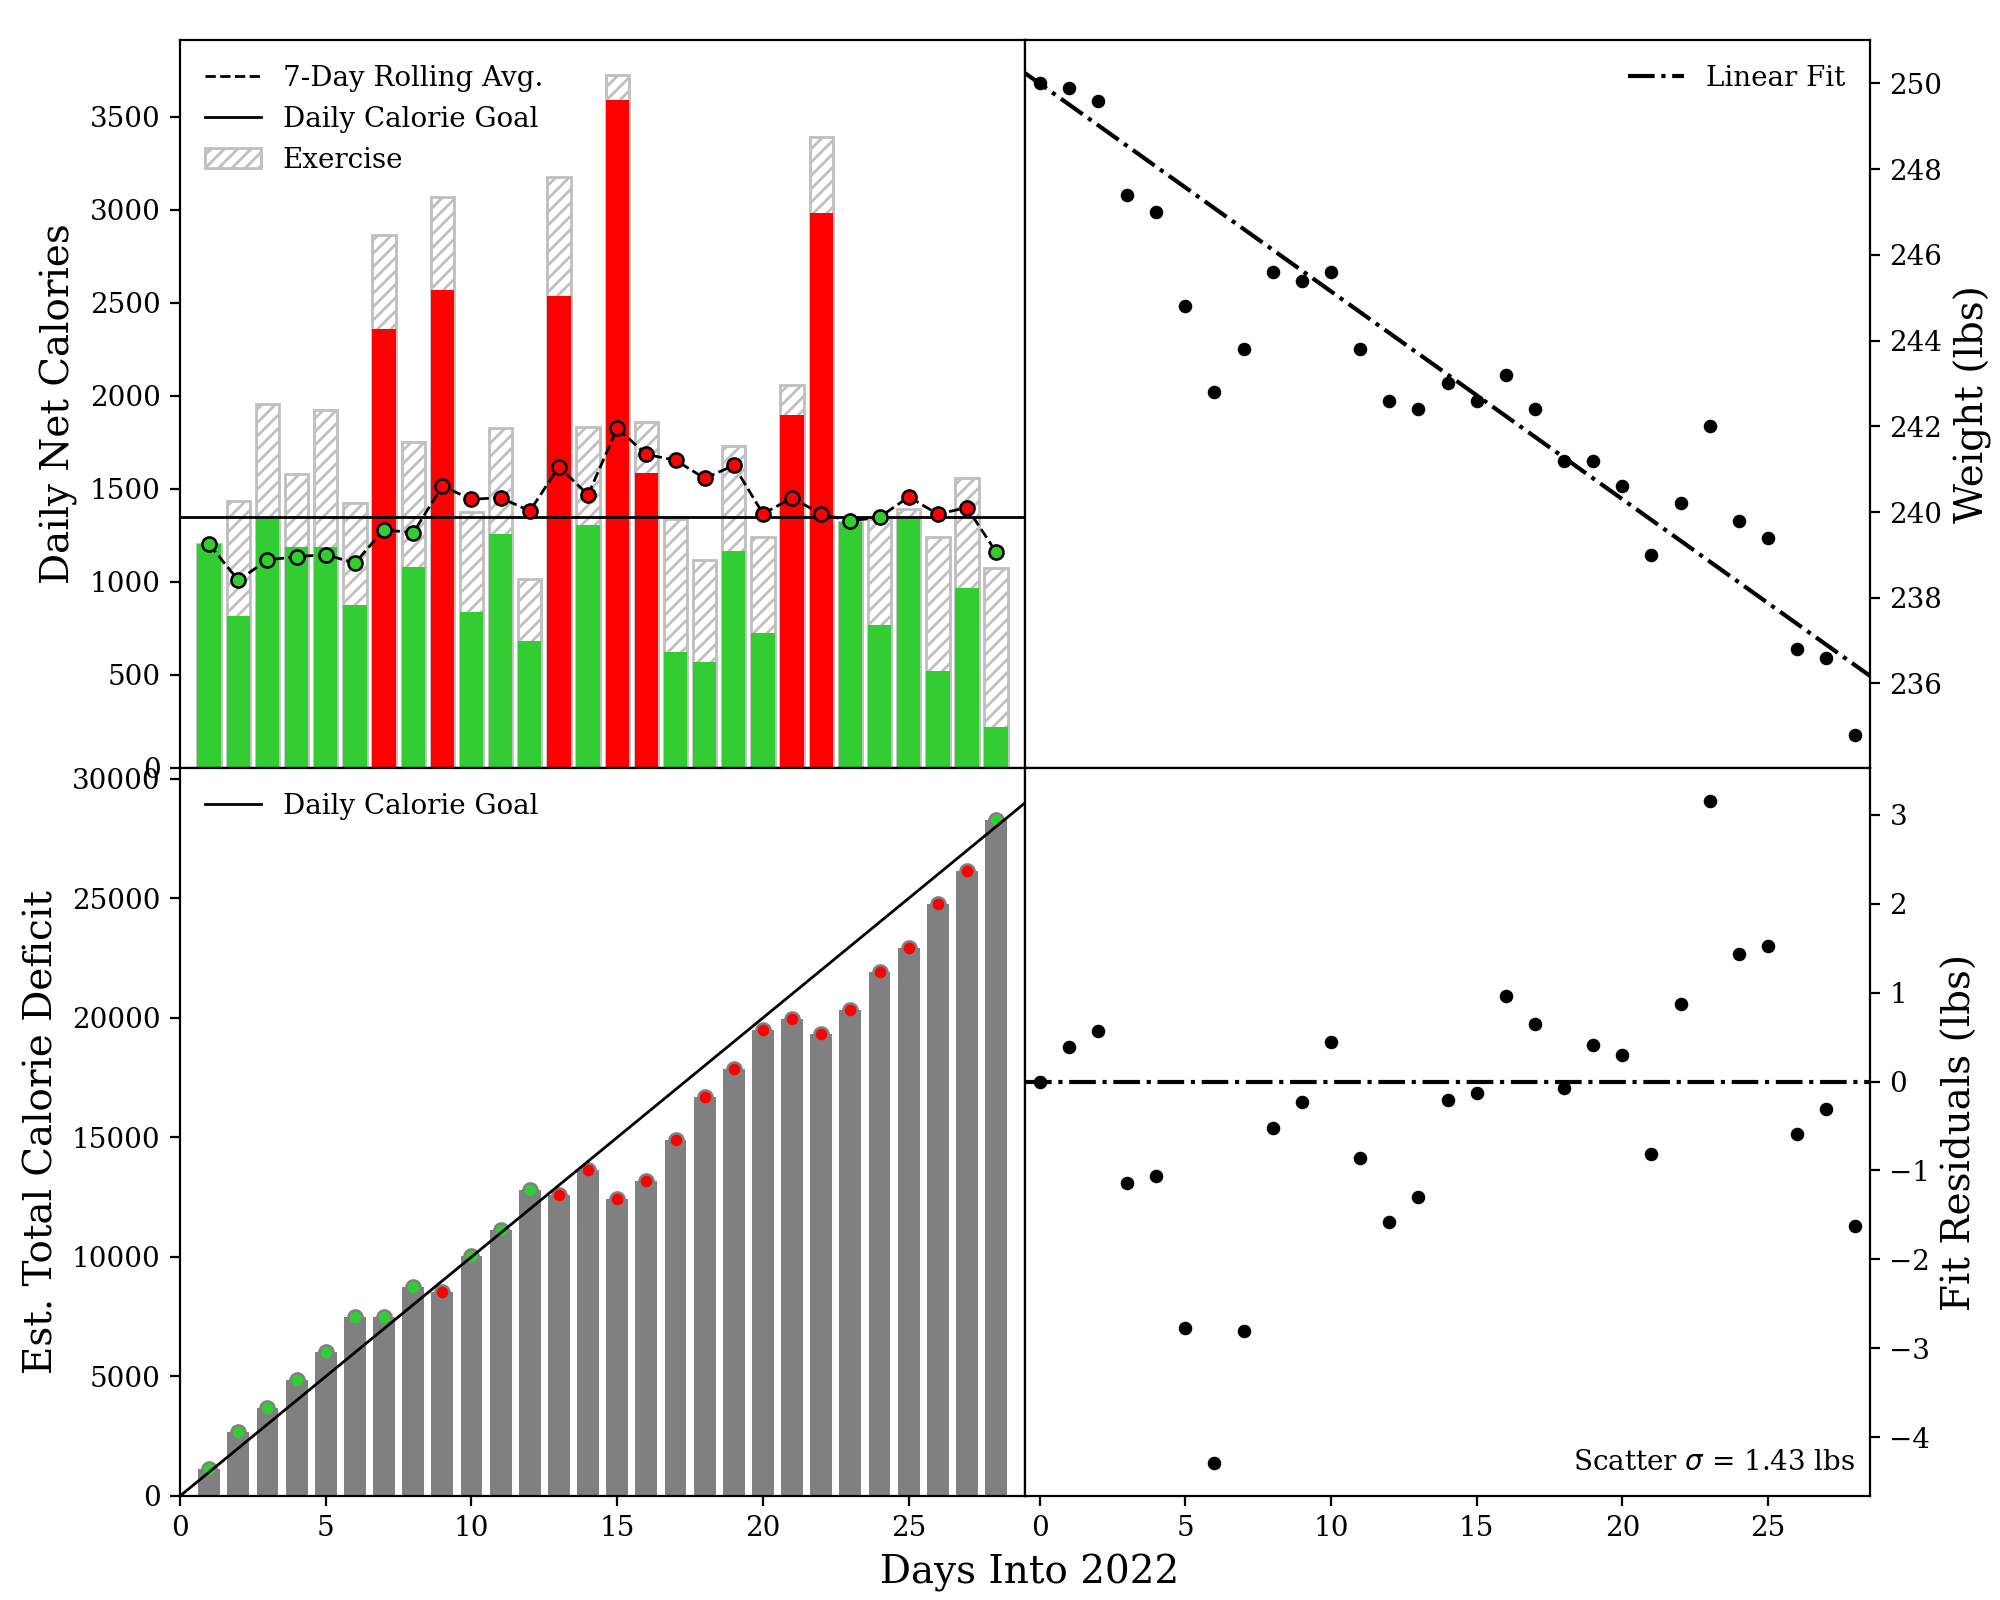 7-Day Rolling Avg.
Daily Calorie Goal
Exercise
Daily Net Calories
3500
3000
2500
2000
1500
1000
500
0
Linear Fit
Weight (lbs)
250
248
246
244
242
240
238
236
Daily Calorie Goal
Est. Total Calorie Deficit
30000
25000
20000
15000
10000
5000
0
0 5 10 15 20 25
Fit Residuals (lbs)
3
2
1
0
−1
−2
−3
−4
Scatter σ = 1.43 lbs
0 5 10 15 20 25
Days Into 2022